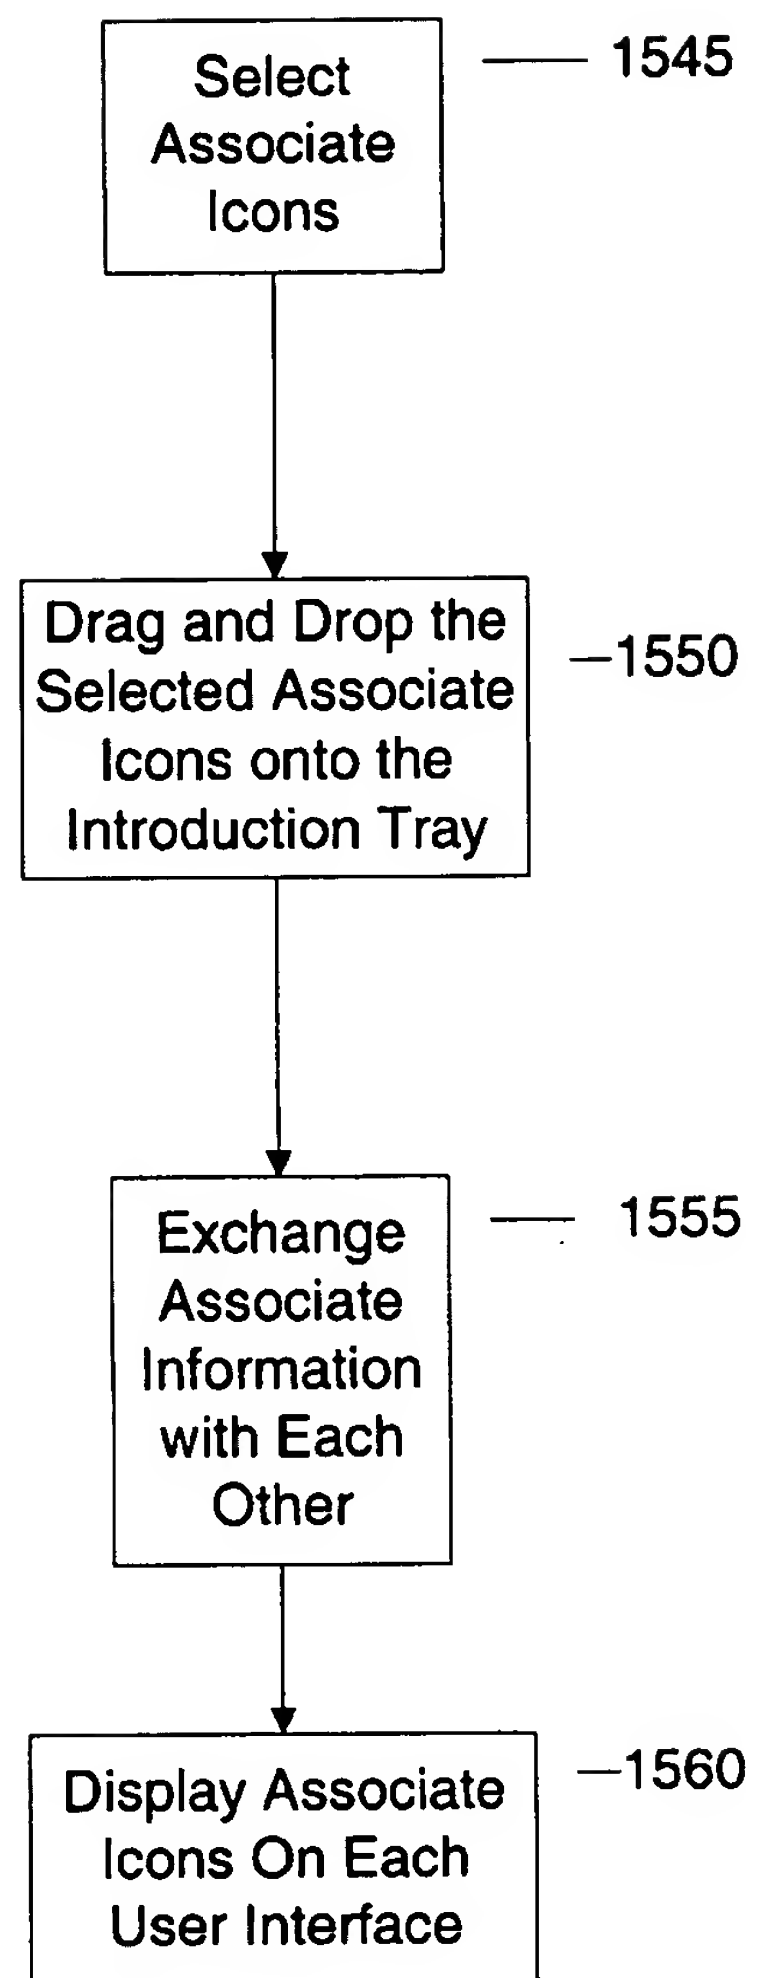 Select
Associate
Icons
1545
Drag and Drop the
Selected Associate
Icons onto the
Introduction Tray
1550
Exchange
Associate
Information
with Each
Other
1555
Display Associate
Icons On Each
User Interface
1560